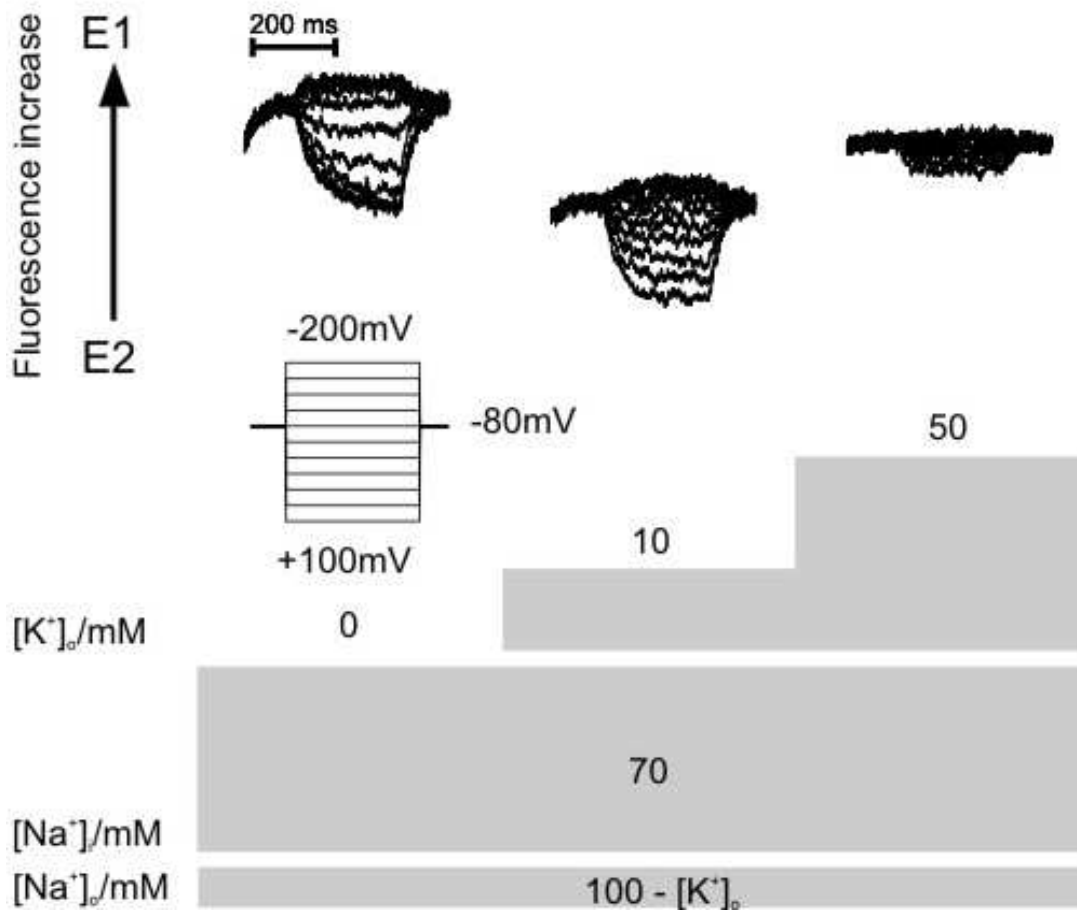 Fluorescence increase
E1
E2
200 ms
-200mV
-80mV
+100mV
50
10
[K⁺]ₒ/mM
0
70
[Na⁺]ᵢ/mM
[Na⁺]ₒ/mM
100 - [K⁺]ₒ